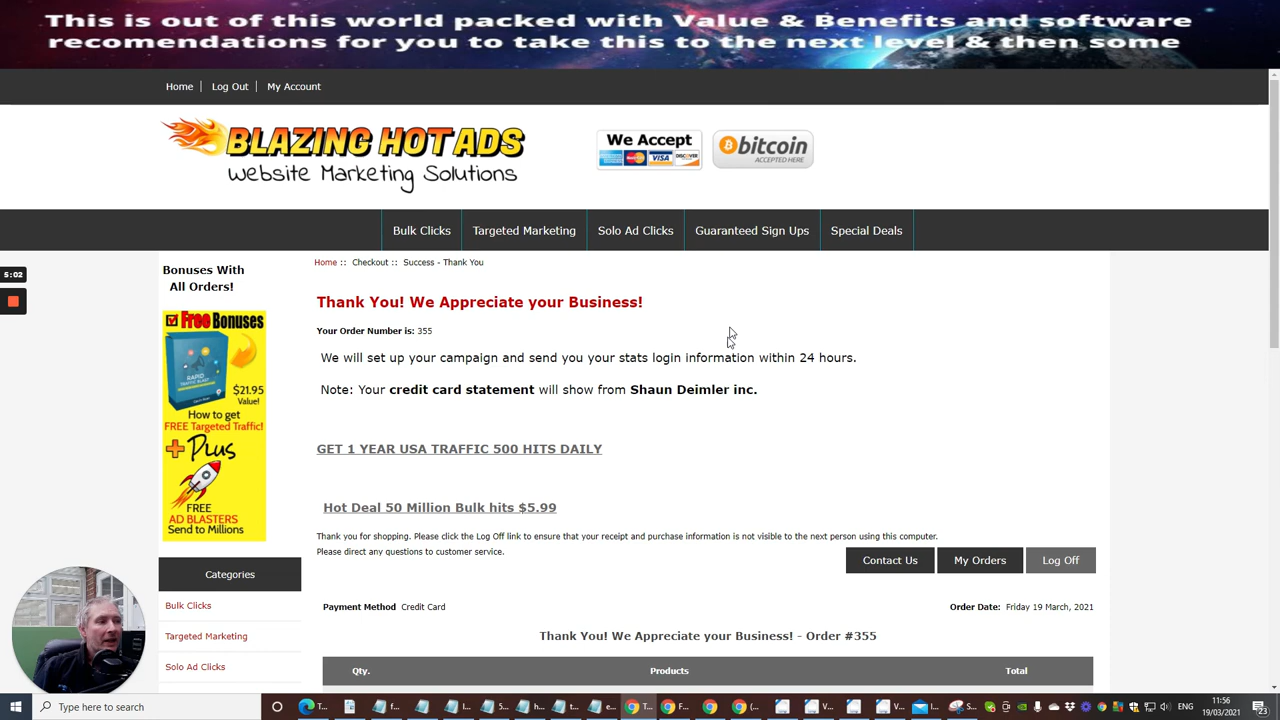 This is out of this world packed with Value & Benefits and software
recomendations for you to take this to the next level & then some
Home
Log Out
My Account
BLAZING HOT ADS
Website Marketing Solutions
We Accept
VISA
DISCOVER
bitcoin
ACCEPTED HERE
Bulk Clicks
Targeted Marketing
Solo Ad Clicks
Guaranteed Sign Ups
Special Deals
5:02
Bonuses With
All Orders!
Free Bonuses
RAPID
TRAFFIC BLAST
$21.95
Value!
How to get
FREE Targeted Traffic!
+ Plus
FREE
AD BLASTERS
Send to Millions
Categories
Bulk Clicks
Targeted Marketing
Solo Ad Clicks
Home :: Checkout :: Success - Thank You
Thank You! We Appreciate your Business!
Your Order Number is: 355
We will set up your campaign and send you your stats login information within 24 hours.
Note: Your credit card statement will show from Shaun Deimler inc.
GET 1 YEAR USA TRAFFIC 500 HITS DAILY
Hot Deal 50 Million Bulk hits $5.99
Thank you for shopping. Please click the Log Off link to ensure that your receipt and purchase information is not visible to the next person using this computer.
Please direct any questions to customer service.
Contact Us
My Orders
Log Off
Payment Method Credit Card
Order Date: Friday 19 March, 2021
Thank You! We Appreciate your Business! - Order #355
Qty.
Products
Total
Type here to search
T...
F...
ENG
11:56
19/03/2021
23